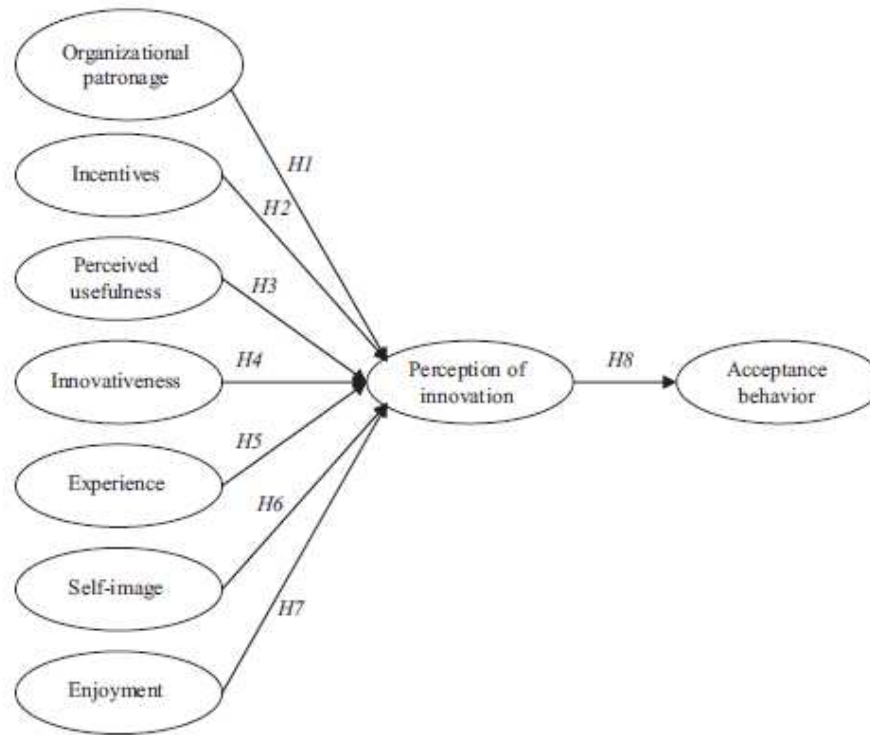 Organizational
patronage
H1
Incentives
H2
Perceived
usefulness
H3
Innovativeness
H4
Perception of
innovation
H8
Acceptance
behavior
H5
Experience
H6
Self-image
H7
Enjoyment